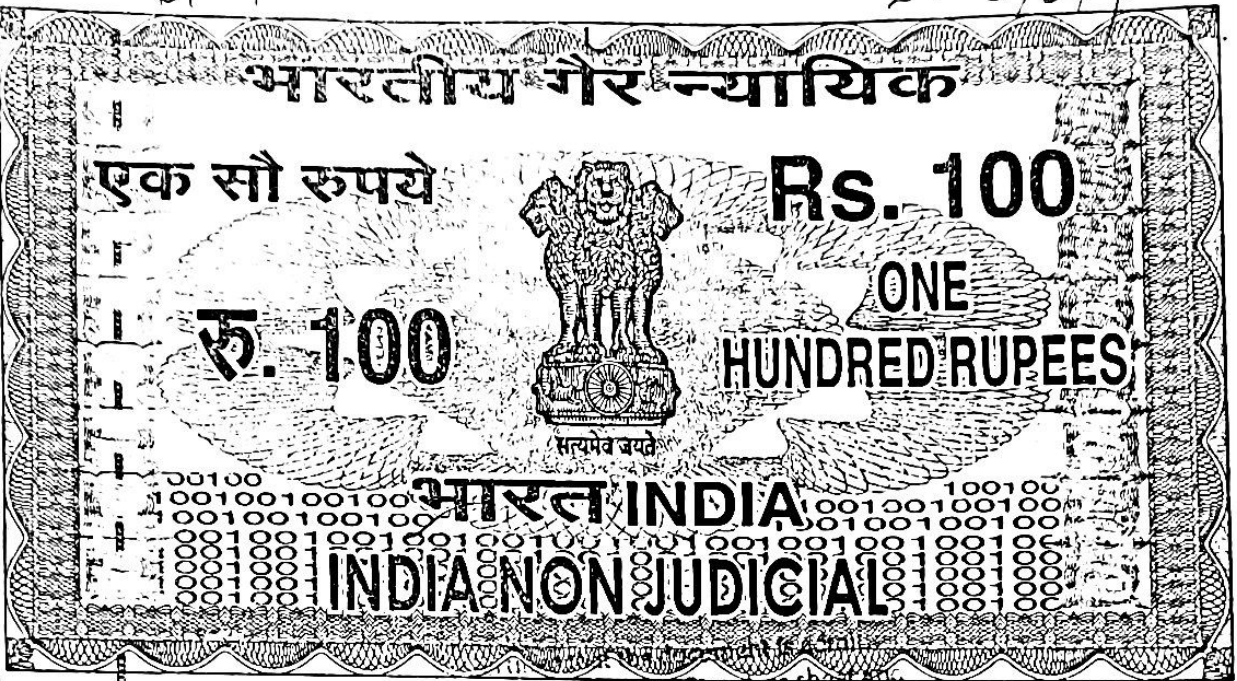 भारतीय गैर न्यायिक
एक सौ रुपये
Rs. 100
रु. 100
ONE
HUNDRED RUPEES
सत्यमेव जयते
भारत INDIA
INDIA NON JUDICIAL